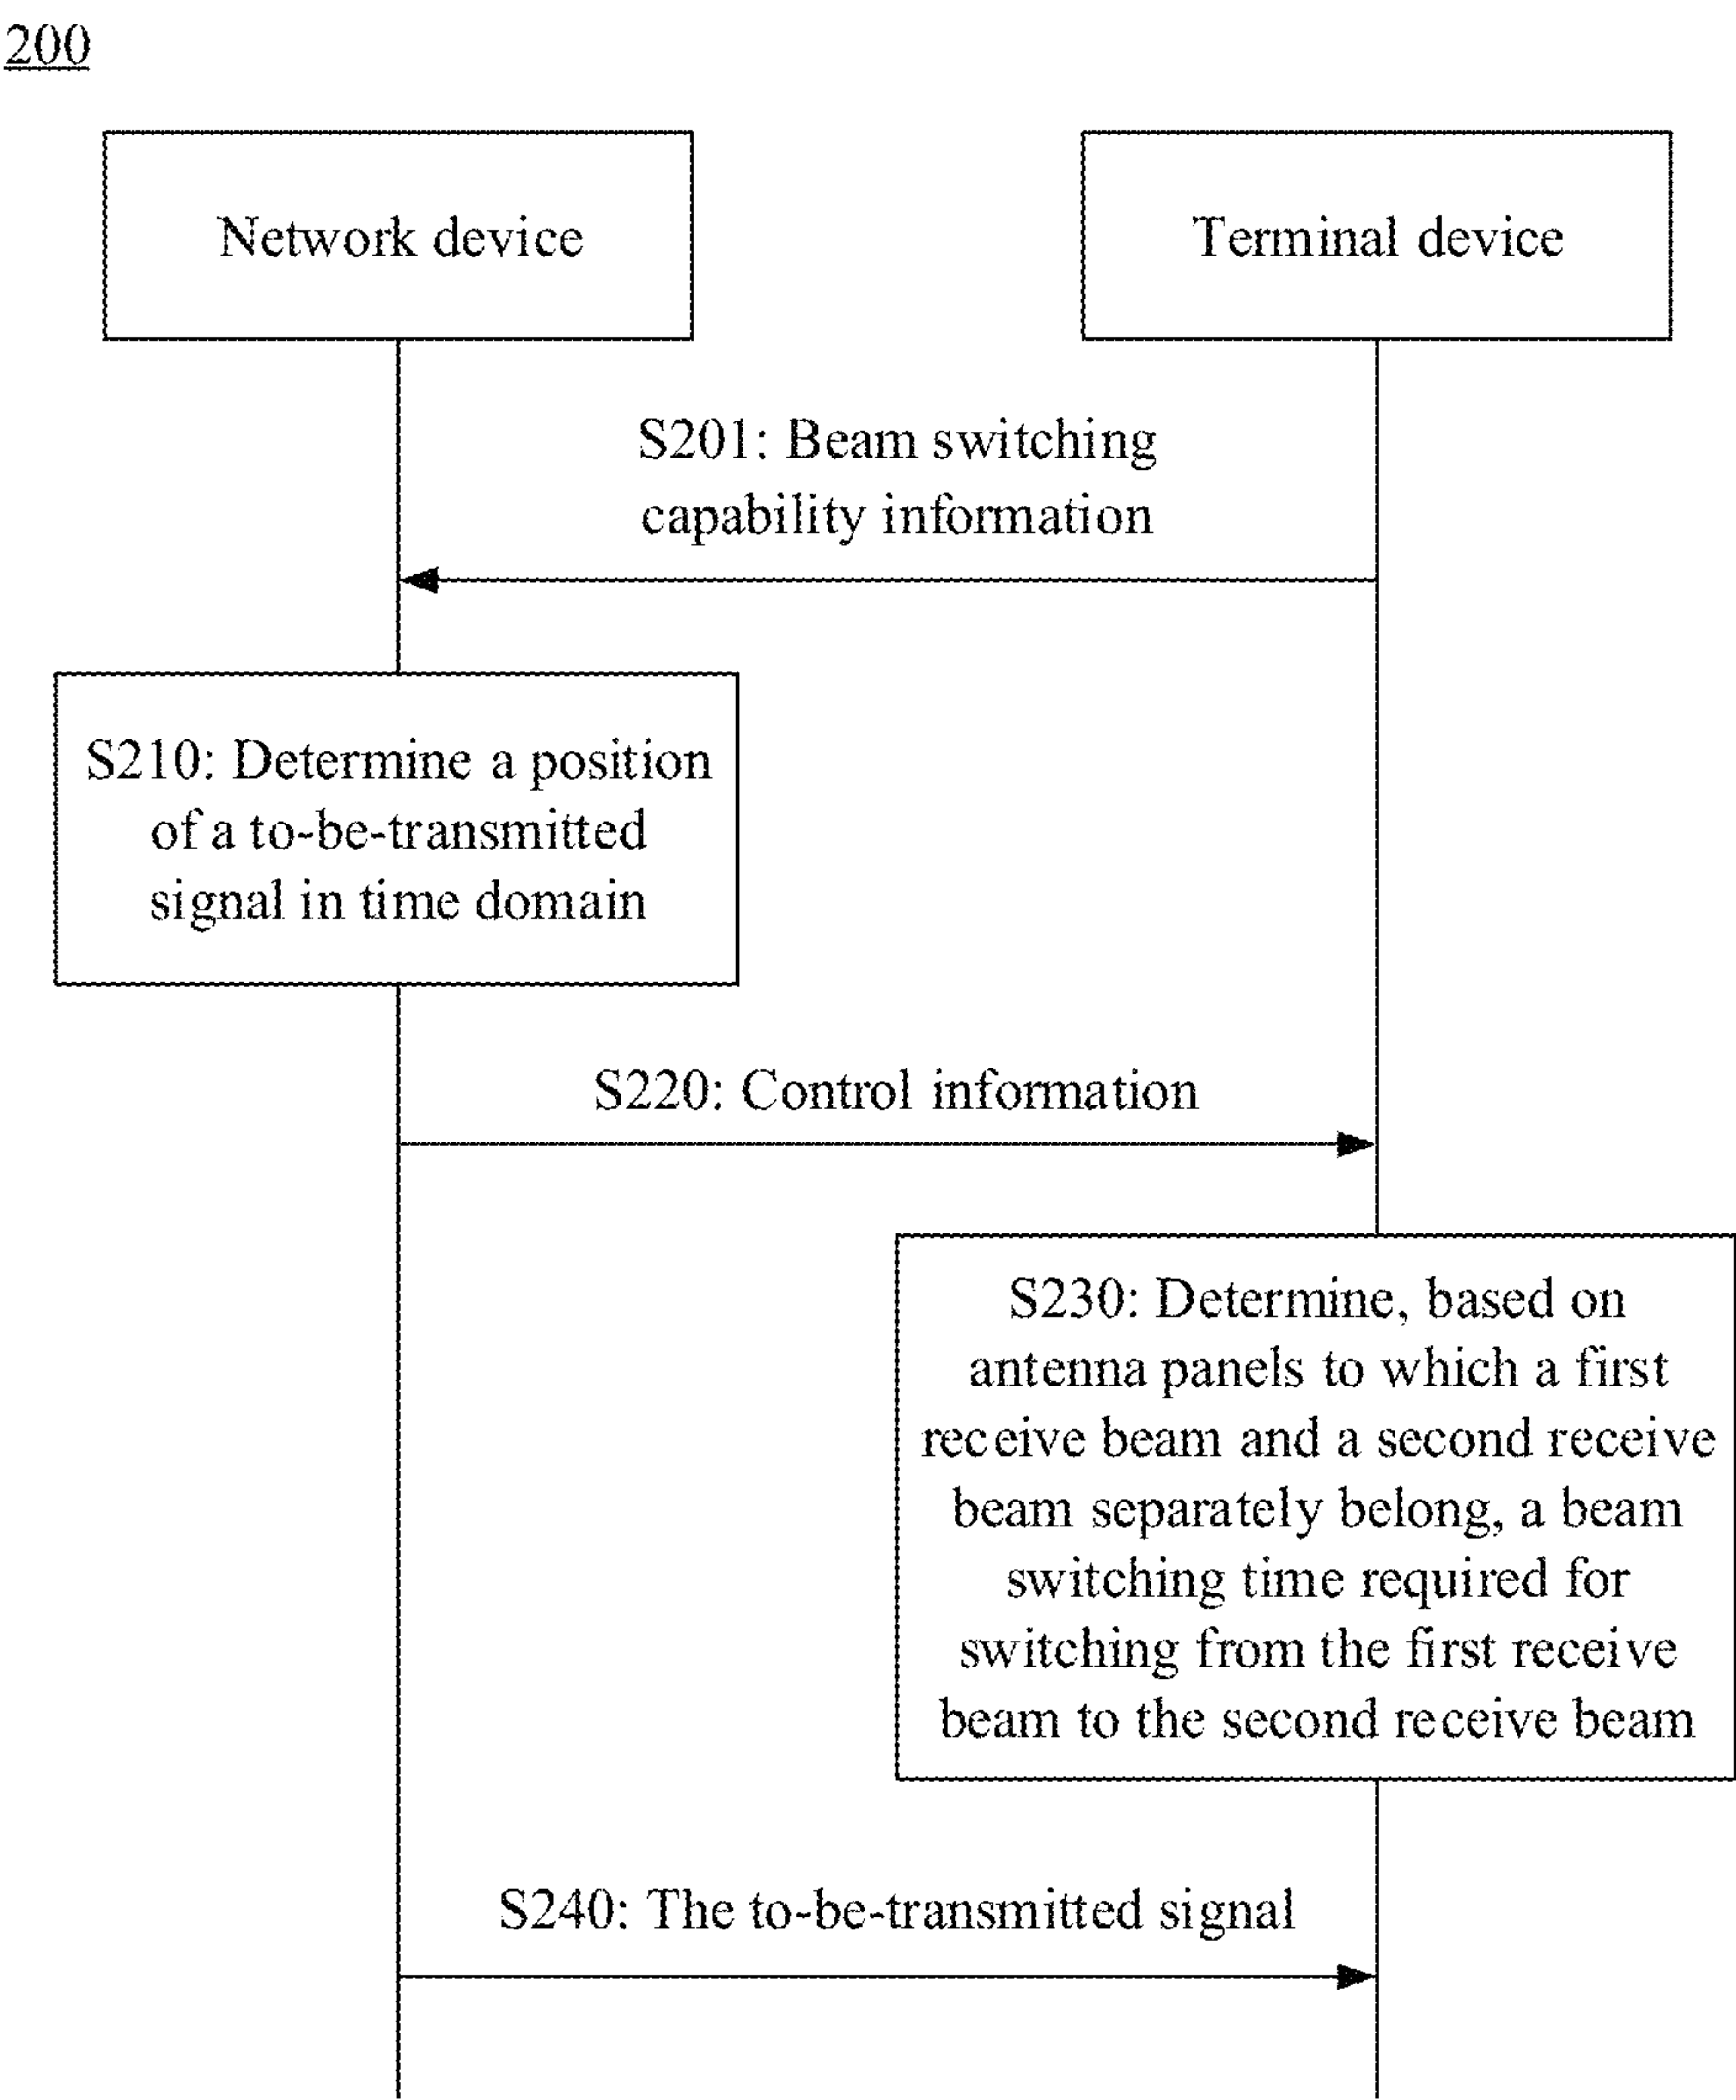 200
Network device
Terminal device
S201: Beam switching
capability information
S210: Determine a position
of a to-be-transmitted
signal in time domain
S220: Control information
S230: Determine, based on
antenna panels to which a first
receive beam and a second receive
beam separately belong, a beam
switching time required for
switching from the first receive
beam to the second receive beam
S240: The to-be-transmitted signal